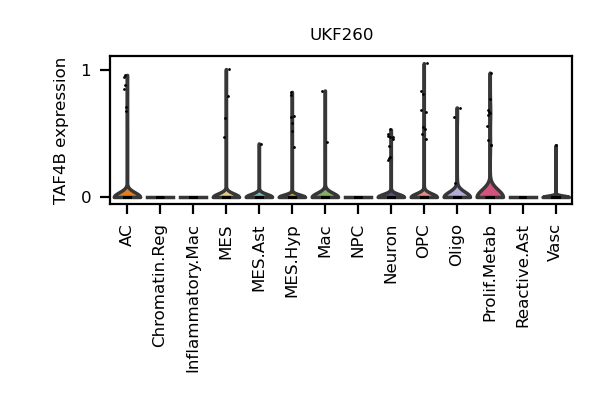 UKF260
TAF4B expression
1
0
AC
Chromatin.Reg
Inflammatory.Mac
MES
MES.Ast
MES.Hyp
Mac
NPC
Neuron
OPC
Oligo
Prolif.Metab
Reactive.Ast
Vasc